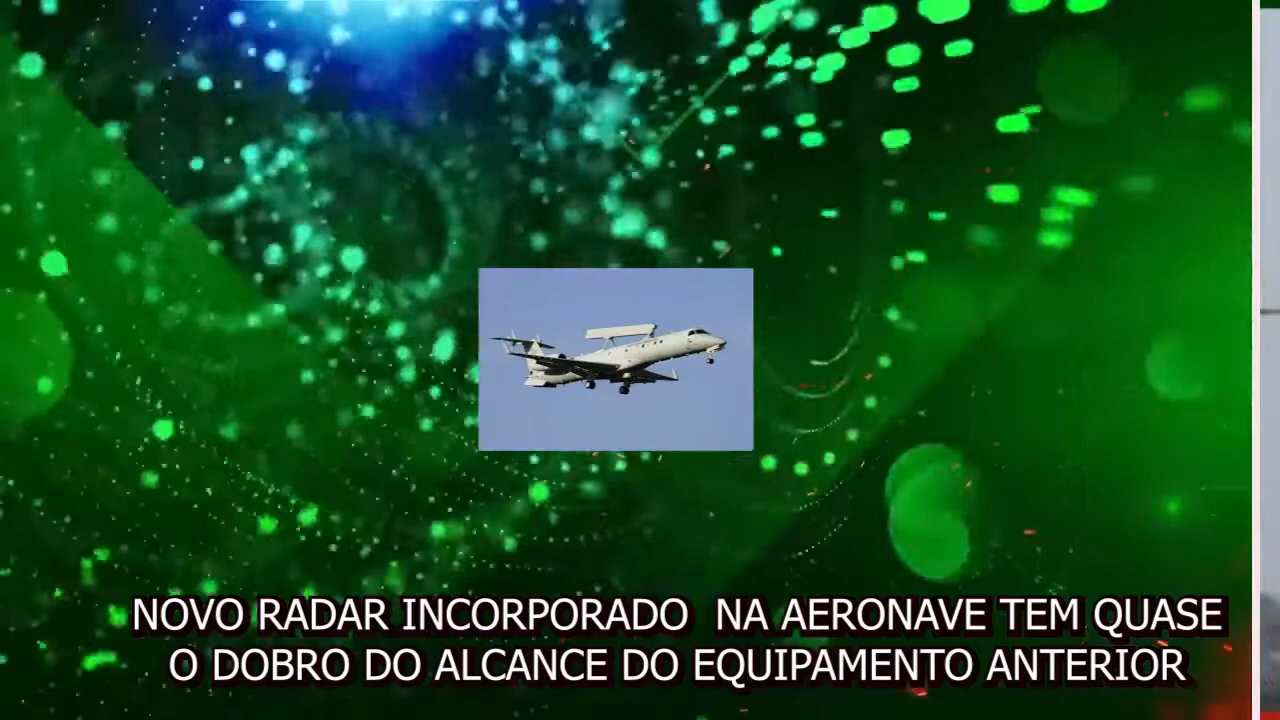 NOVO RADAR INCORPORADO NA AERONAVE TEM QUASE
O DOBRO DO ALCANCE DO EQUIPAMENTO ANTERIOR